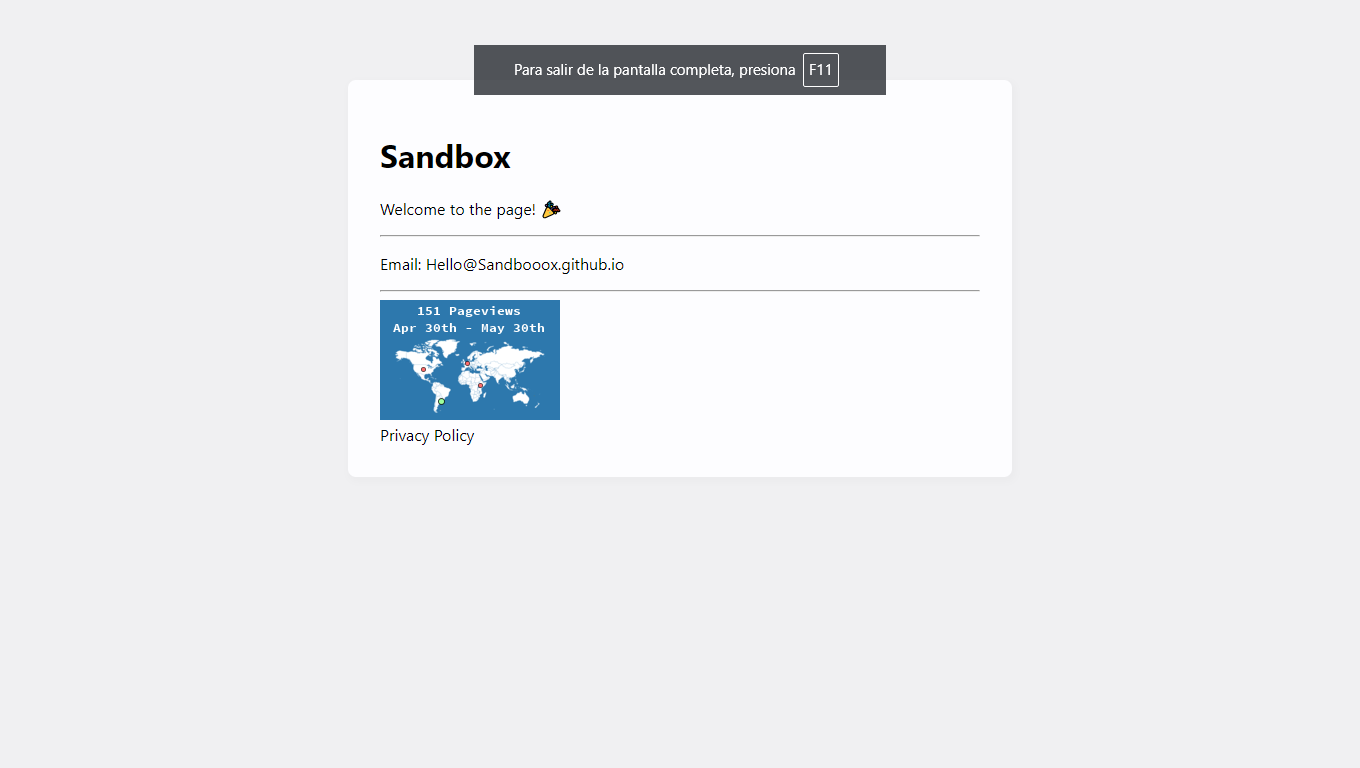 Para salir de la pantalla completa, presiona F11
Sandbox
Welcome to the page! 🎉
Email: Hello@Sandbooox.github.io
151 Pageviews
Apr 30th - May 30th
Privacy Policy